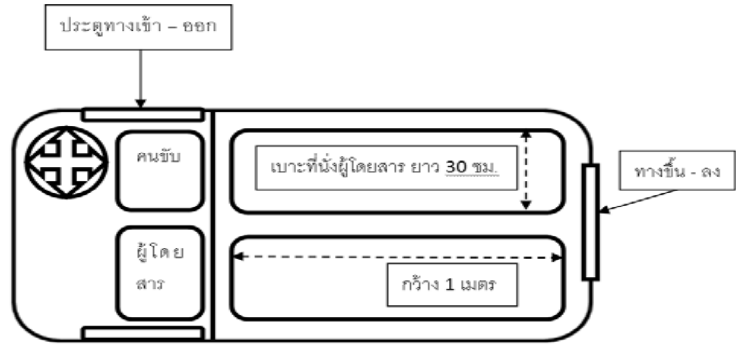 ประตูทางเข้า – ออก
คนขับ
เบาะที่นั่งผู้โดยสาร ยาว 30 ซม.
ทางขึ้น - ลง
ผู้โดย
สาร
กว้าง 1 เมตร